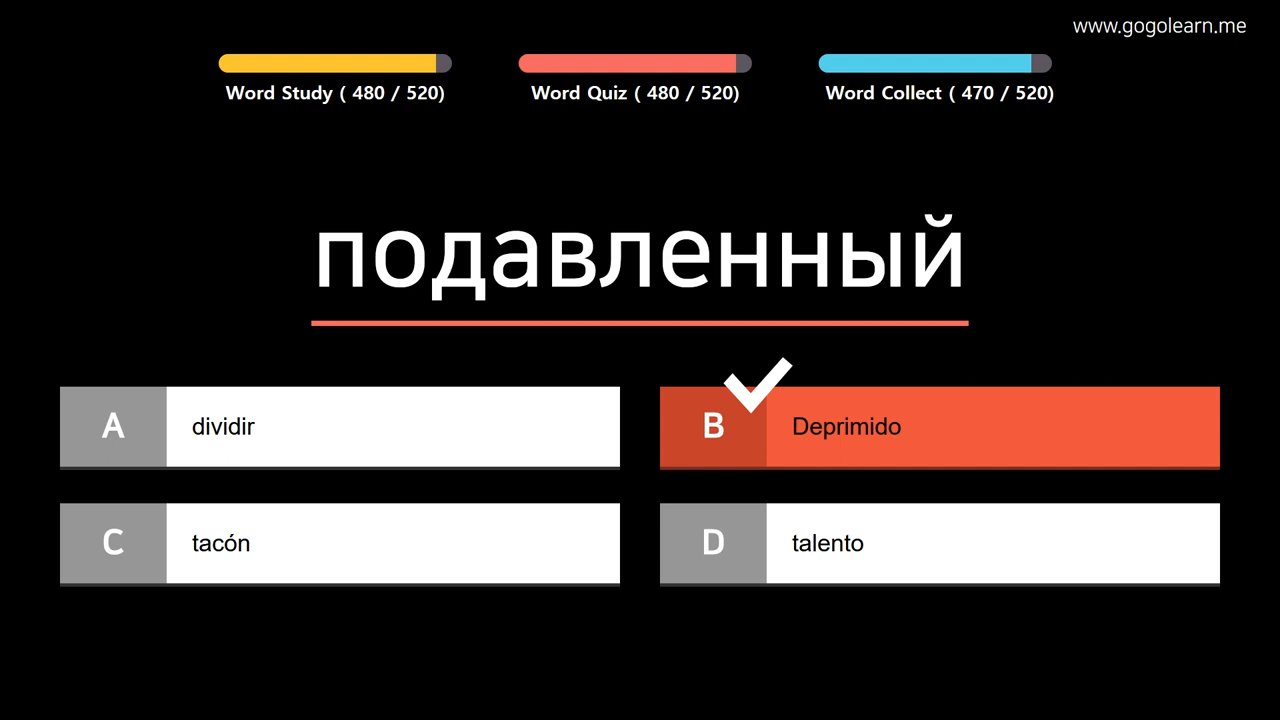 www.gogolearn.me
Word Study ( 480 / 520)
Word Quiz ( 480 / 520)
Word Collect ( 470 / 520)
подавленный
A dividir
B Deprimido
C tacón
D talento